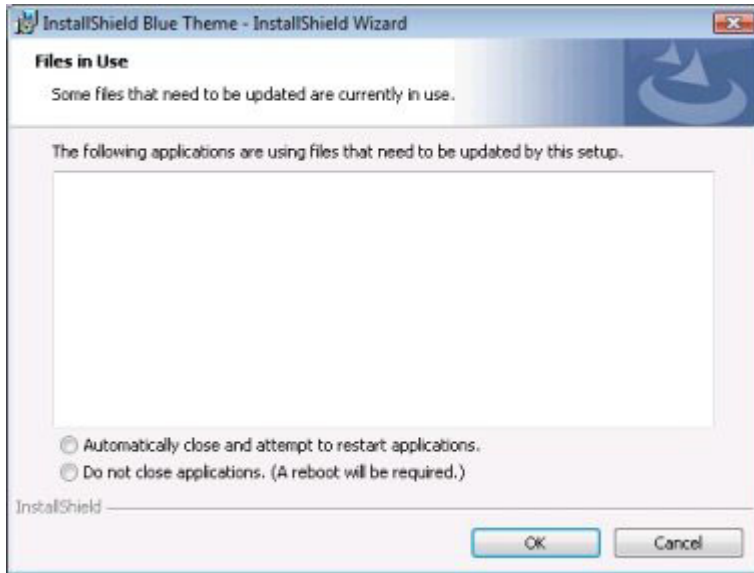 InstallShield Blue Theme - InstallShield Wizard
Files in Use
Some files that need to be updated are currently in use.
The following applications are using files that need to be updated by this setup.
Automatically close and attempt to restart applications.
Do not close applications. (A reboot will be required.)
InstallShield
OK
Cancel